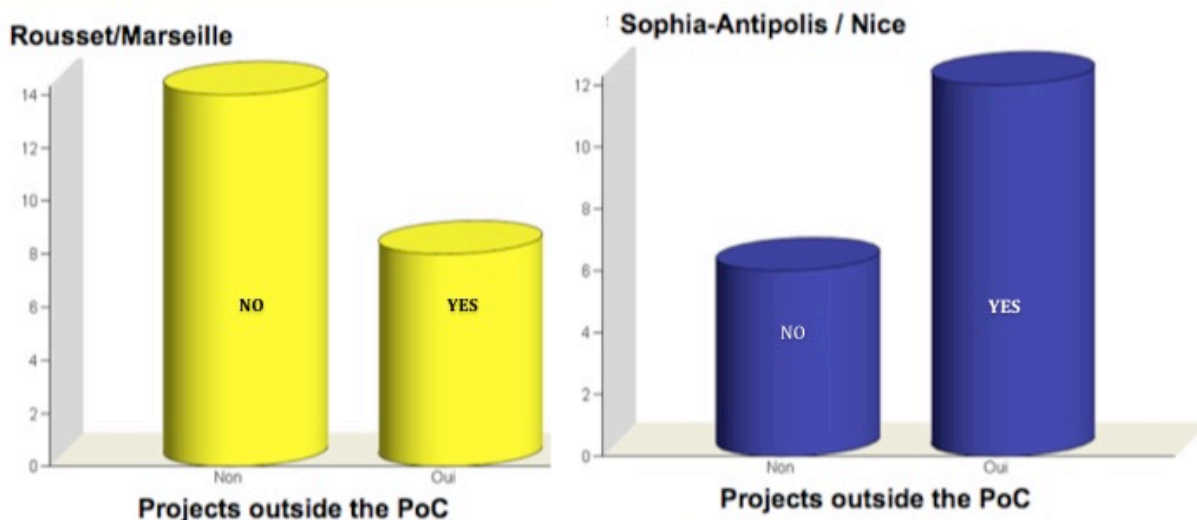 Rousset/Marseille
14
12
10
8
6
4
2
0
NO
YES
Non
Oui
Projects outside the PoC
Sophia-Antipolis / Nice
12
10
8
6
4
2
0
NO
YES
Non
Oui
Projects outside the PoC